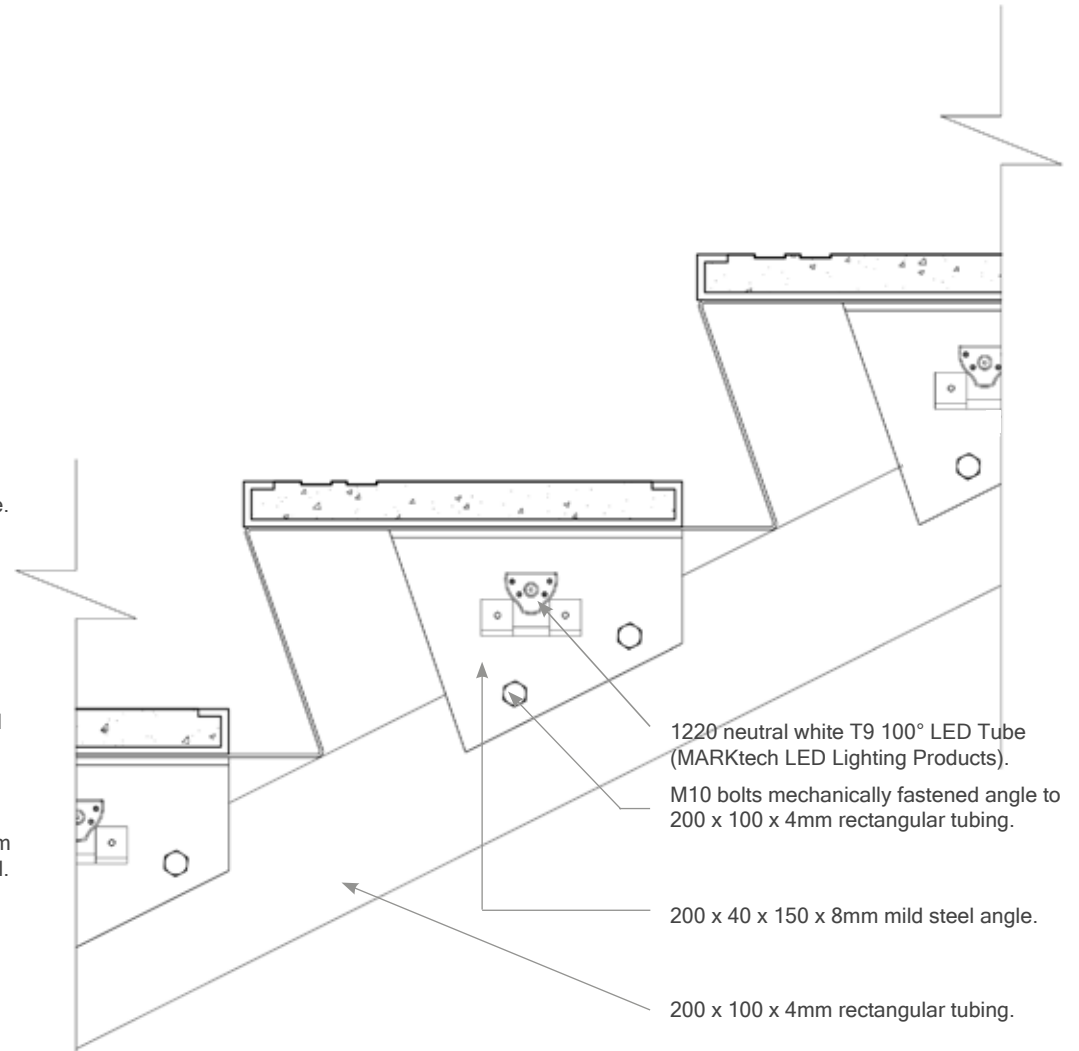 e.
1220 neutral white T9 100° LED Tube
(MARKtech LED Lighting Products).
M10 bolts mechanically fastened angle to
200 x 100 x 4mm rectangular tubing.
m
200 x 40 x 150 x 8mm mild steel angle.
200 x 100 x 4mm rectangular tubing.